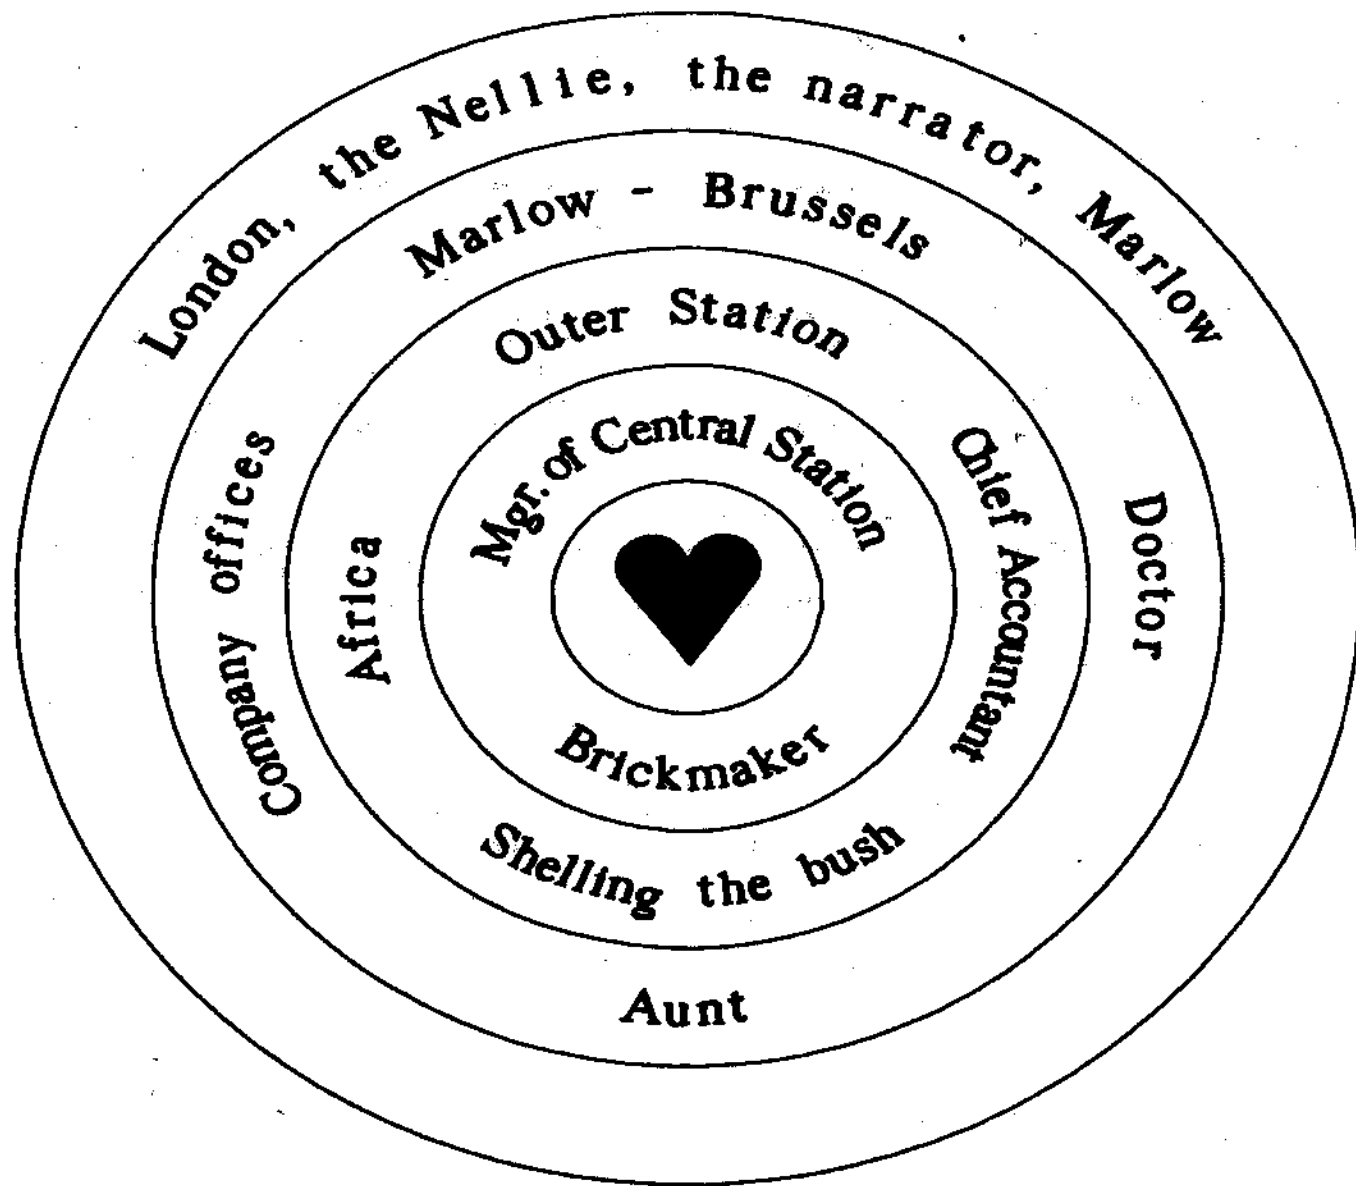 London, the Nellie, the narrator, Marlow
Marlow - Brussels
Company offices
Doctor
Aunt
Outer Station
Africa
Chief Accountant
Shelling the bush
Mgr. of Central Station
Brickmaker